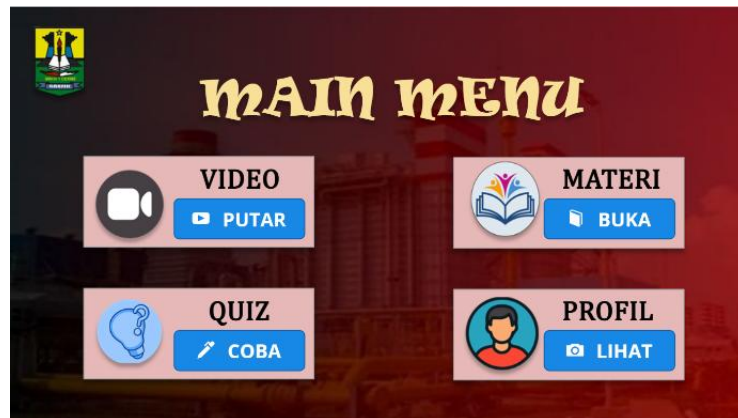 MAIN MENU
VIDEO
PUTAR
MATERI
BUKA
QUIZ
COBA
PROFIL
LIHAT